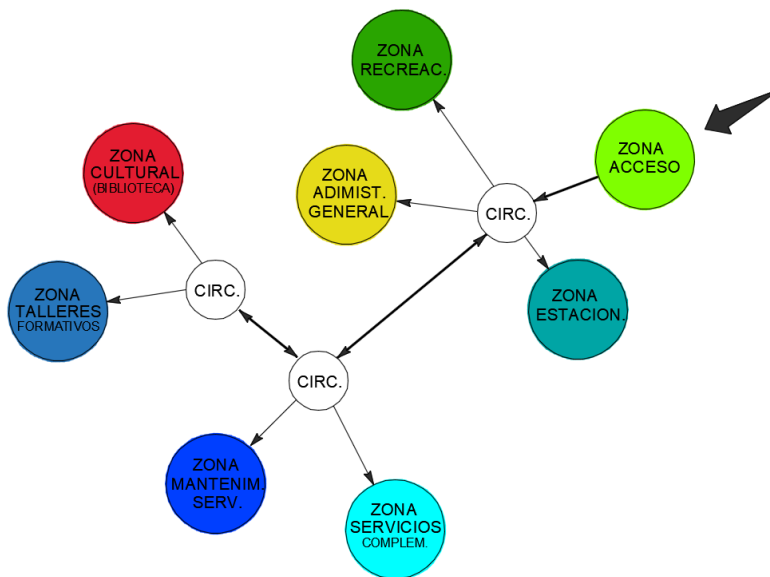 ZONA
RECREAC.
ZONA
ACCESO
ZONA
CULTURAL
(BIBLIOTECA)
ZONA
ADIMIST.
GENERAL
CIRC.
ZONA
TALLERES
FORMATIVOS
CIRC.
ZONA
ESTACION.
CIRC.
ZONA
MANTENIM.
SERV.
ZONA
SERVICIOS
COMPLEM.